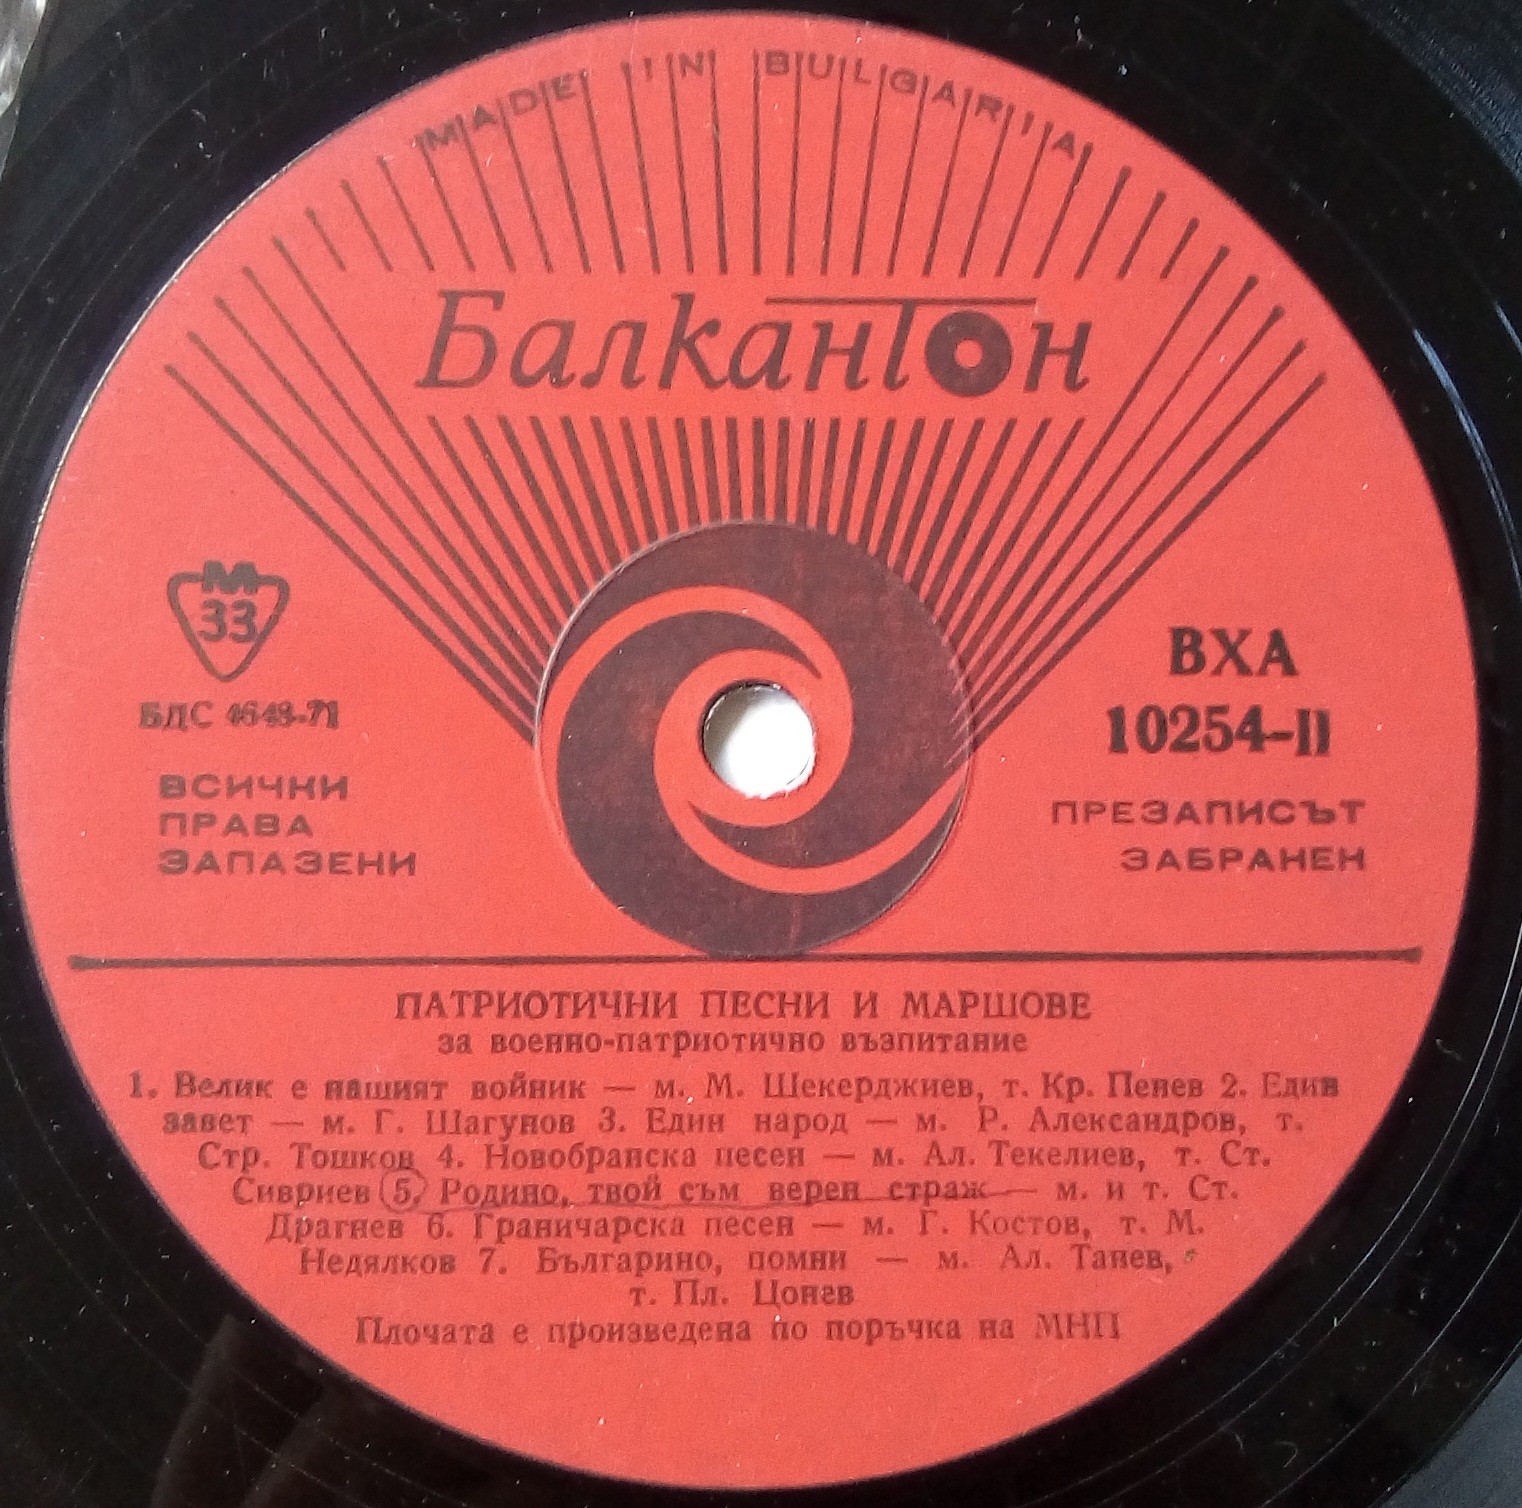 MADE IN BULGARIA
Балкантон
М
33
БДС 4648-71
ВСИЧКИ
ПРАВА
ЗАПАЗЕНИ
ВХА
10254-II
ПРЕЗАПИСЪТ
ЗАБРАНЕН
ПАТРИОТИЧНИ ПЕСНИ И МАРШОВЕ
за военно-патриотично възпитание
1. Велик е нашият войник — м. М. Шекерджиев, т. Кр. Пенев 2. Един
завет — м. Г. Шагунов 3. Един народ — м. Р. Александров, т.
Стр. Тошков 4. Новобранска песен — м. Ал. Текелиев, т. Ст.
Сивриев 5. Родино, твой съм верен страж — м. и т. Ст.
Драгнев 6. Граничарска песен — м. Г. Костов, т. М.
Недялков 7. Българино, помни — м. Ал. Танев,
т. Пл. Цонев
Плочата е произведена по поръчка на МНП